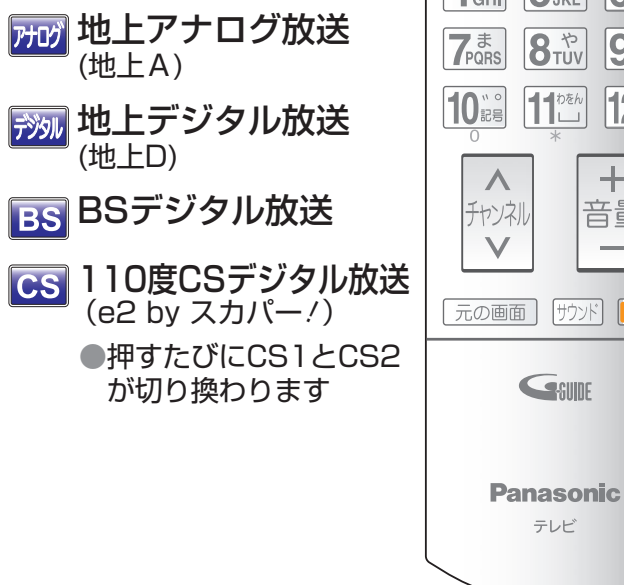 アナログ 地上アナログ放送
(地上A)
デジタル 地上デジタル放送
(地上D)
BS BSデジタル放送
CS 110度CSデジタル放送
(e2 by スカパー!)
●押すたびにCS1とCS2
が切り換わります
7 ま PQRS 8 や TUV 9
10 ゛゜ 記号 11 わをん
0 *
チャンネル 音量
元の画面 サウンド
G-GUIDE
Panasonic
テレビ